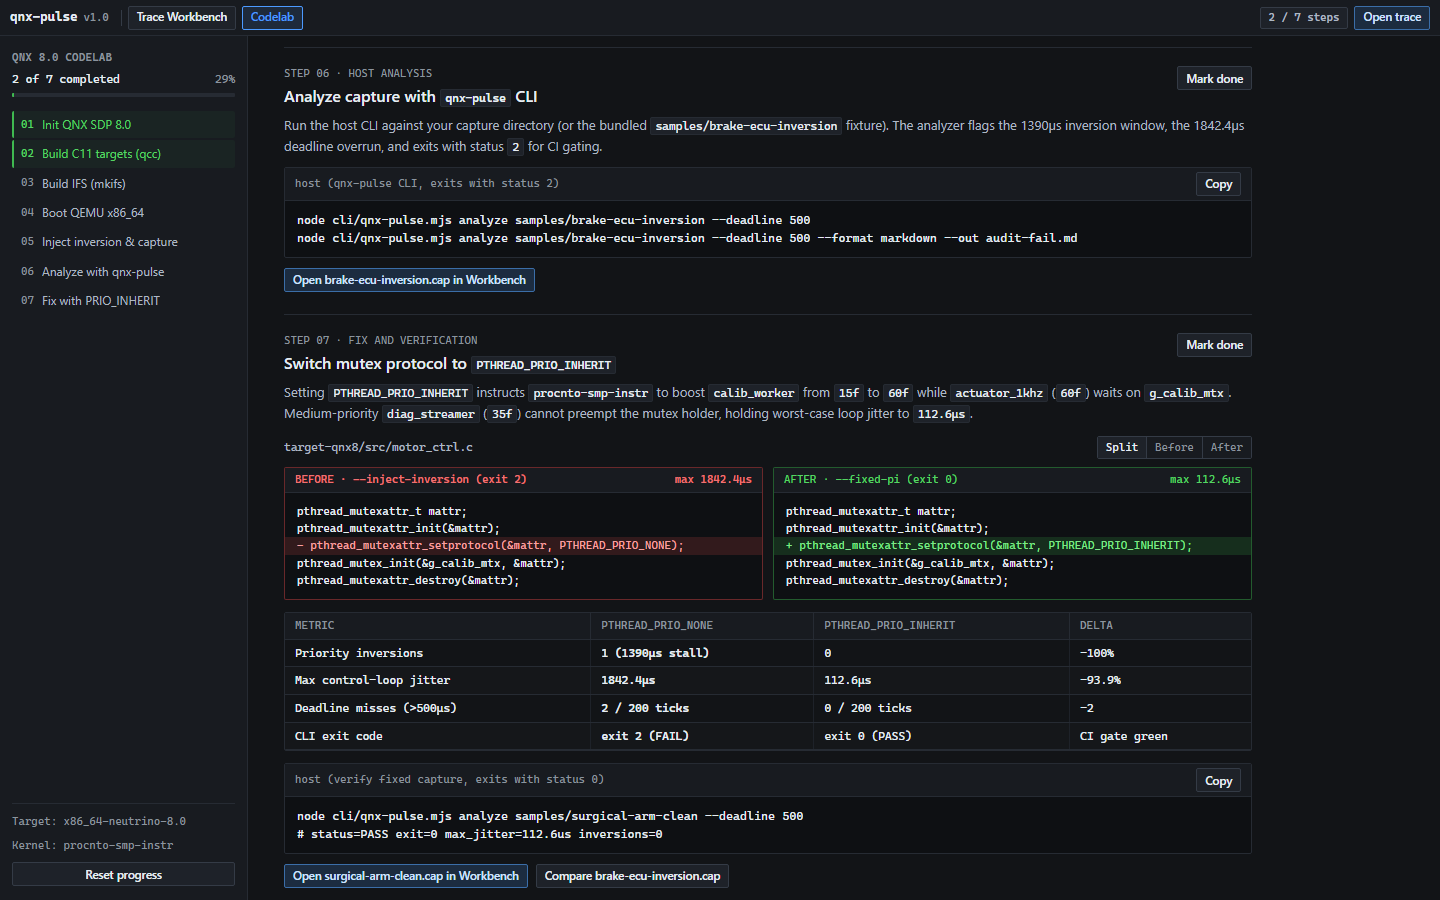 qnx-pulse v1.0 Trace Workbench Codelab 2 / 7 steps Open trace
QNX 8.0 CODELAB
2 of 7 completed 29%
01 Init QNX SDP 8.0
02 Build C11 targets (qcc)
03 Build IFS (mkifs)
04 Boot QEMU x86_64
05 Inject inversion & capture
06 Analyze with qnx-pulse
07 Fix with PRIO_INHERIT
Target: x86_64-neutrino-8.0
Kernel: procnto-smp-instr
Reset progress
STEP 06 · HOST ANALYSIS
Mark done
Analyze capture with qnx-pulse CLI
Run the host CLI against your capture directory (or the bundled samples/brake-ecu-inversion fixture). The analyzer flags the 1390µs inversion window, the 1842.4µs
deadline overrun, and exits with status 2 for CI gating.
host (qnx-pulse CLI, exits with status 2) Copy
node cli/qnx-pulse.mjs analyze samples/brake-ecu-inversion --deadline 500
node cli/qnx-pulse.mjs analyze samples/brake-ecu-inversion --deadline 500 --format markdown --out audit-fail.md
Open brake-ecu-inversion.cap in Workbench
STEP 07 · FIX AND VERIFICATION
Mark done
Switch mutex protocol to PTHREAD_PRIO_INHERIT
Setting PTHREAD_PRIO_INHERIT instructs procnto-smp-instr to boost calib_worker from 15f to 60f while actuator_1khz (60f) waits on g_calib_mtx.
Medium-priority diag_streamer (35f) cannot preempt the mutex holder, holding worst-case loop jitter to 112.6µs.
target-qnx8/src/motor_ctrl.c Split Before After
BEFORE · --inject-inversion (exit 2) max 1842.4µs
pthread_mutexattr_t mattr;
pthread_mutexattr_init(&mattr);
- pthread_mutexattr_setprotocol(&mattr, PTHREAD_PRIO_NONE);
pthread_mutex_init(&g_calib_mtx, &mattr);
pthread_mutexattr_destroy(&mattr);
AFTER · --fixed-pi (exit 0) max 112.6µs
pthread_mutexattr_t mattr;
pthread_mutexattr_init(&mattr);
+ pthread_mutexattr_setprotocol(&mattr, PTHREAD_PRIO_INHERIT);
pthread_mutex_init(&g_calib_mtx, &mattr);
pthread_mutexattr_destroy(&mattr);
METRIC PTHREAD_PRIO_NONE PTHREAD_PRIO_INHERIT DELTA
Priority inversions 1 (1390µs stall) 0 -100%
Max control-loop jitter 1842.4µs 112.6µs -93.9%
Deadline misses (>500µs) 2 / 200 ticks 0 / 200 ticks -2
CLI exit code exit 2 (FAIL) exit 0 (PASS) CI gate green
host (verify fixed capture, exits with status 0) Copy
node cli/qnx-pulse.mjs analyze samples/surgical-arm-clean --deadline 500
# status=PASS exit=0 max_jitter=112.6us inversions=0
Open surgical-arm-clean.cap in Workbench Compare brake-ecu-inversion.cap